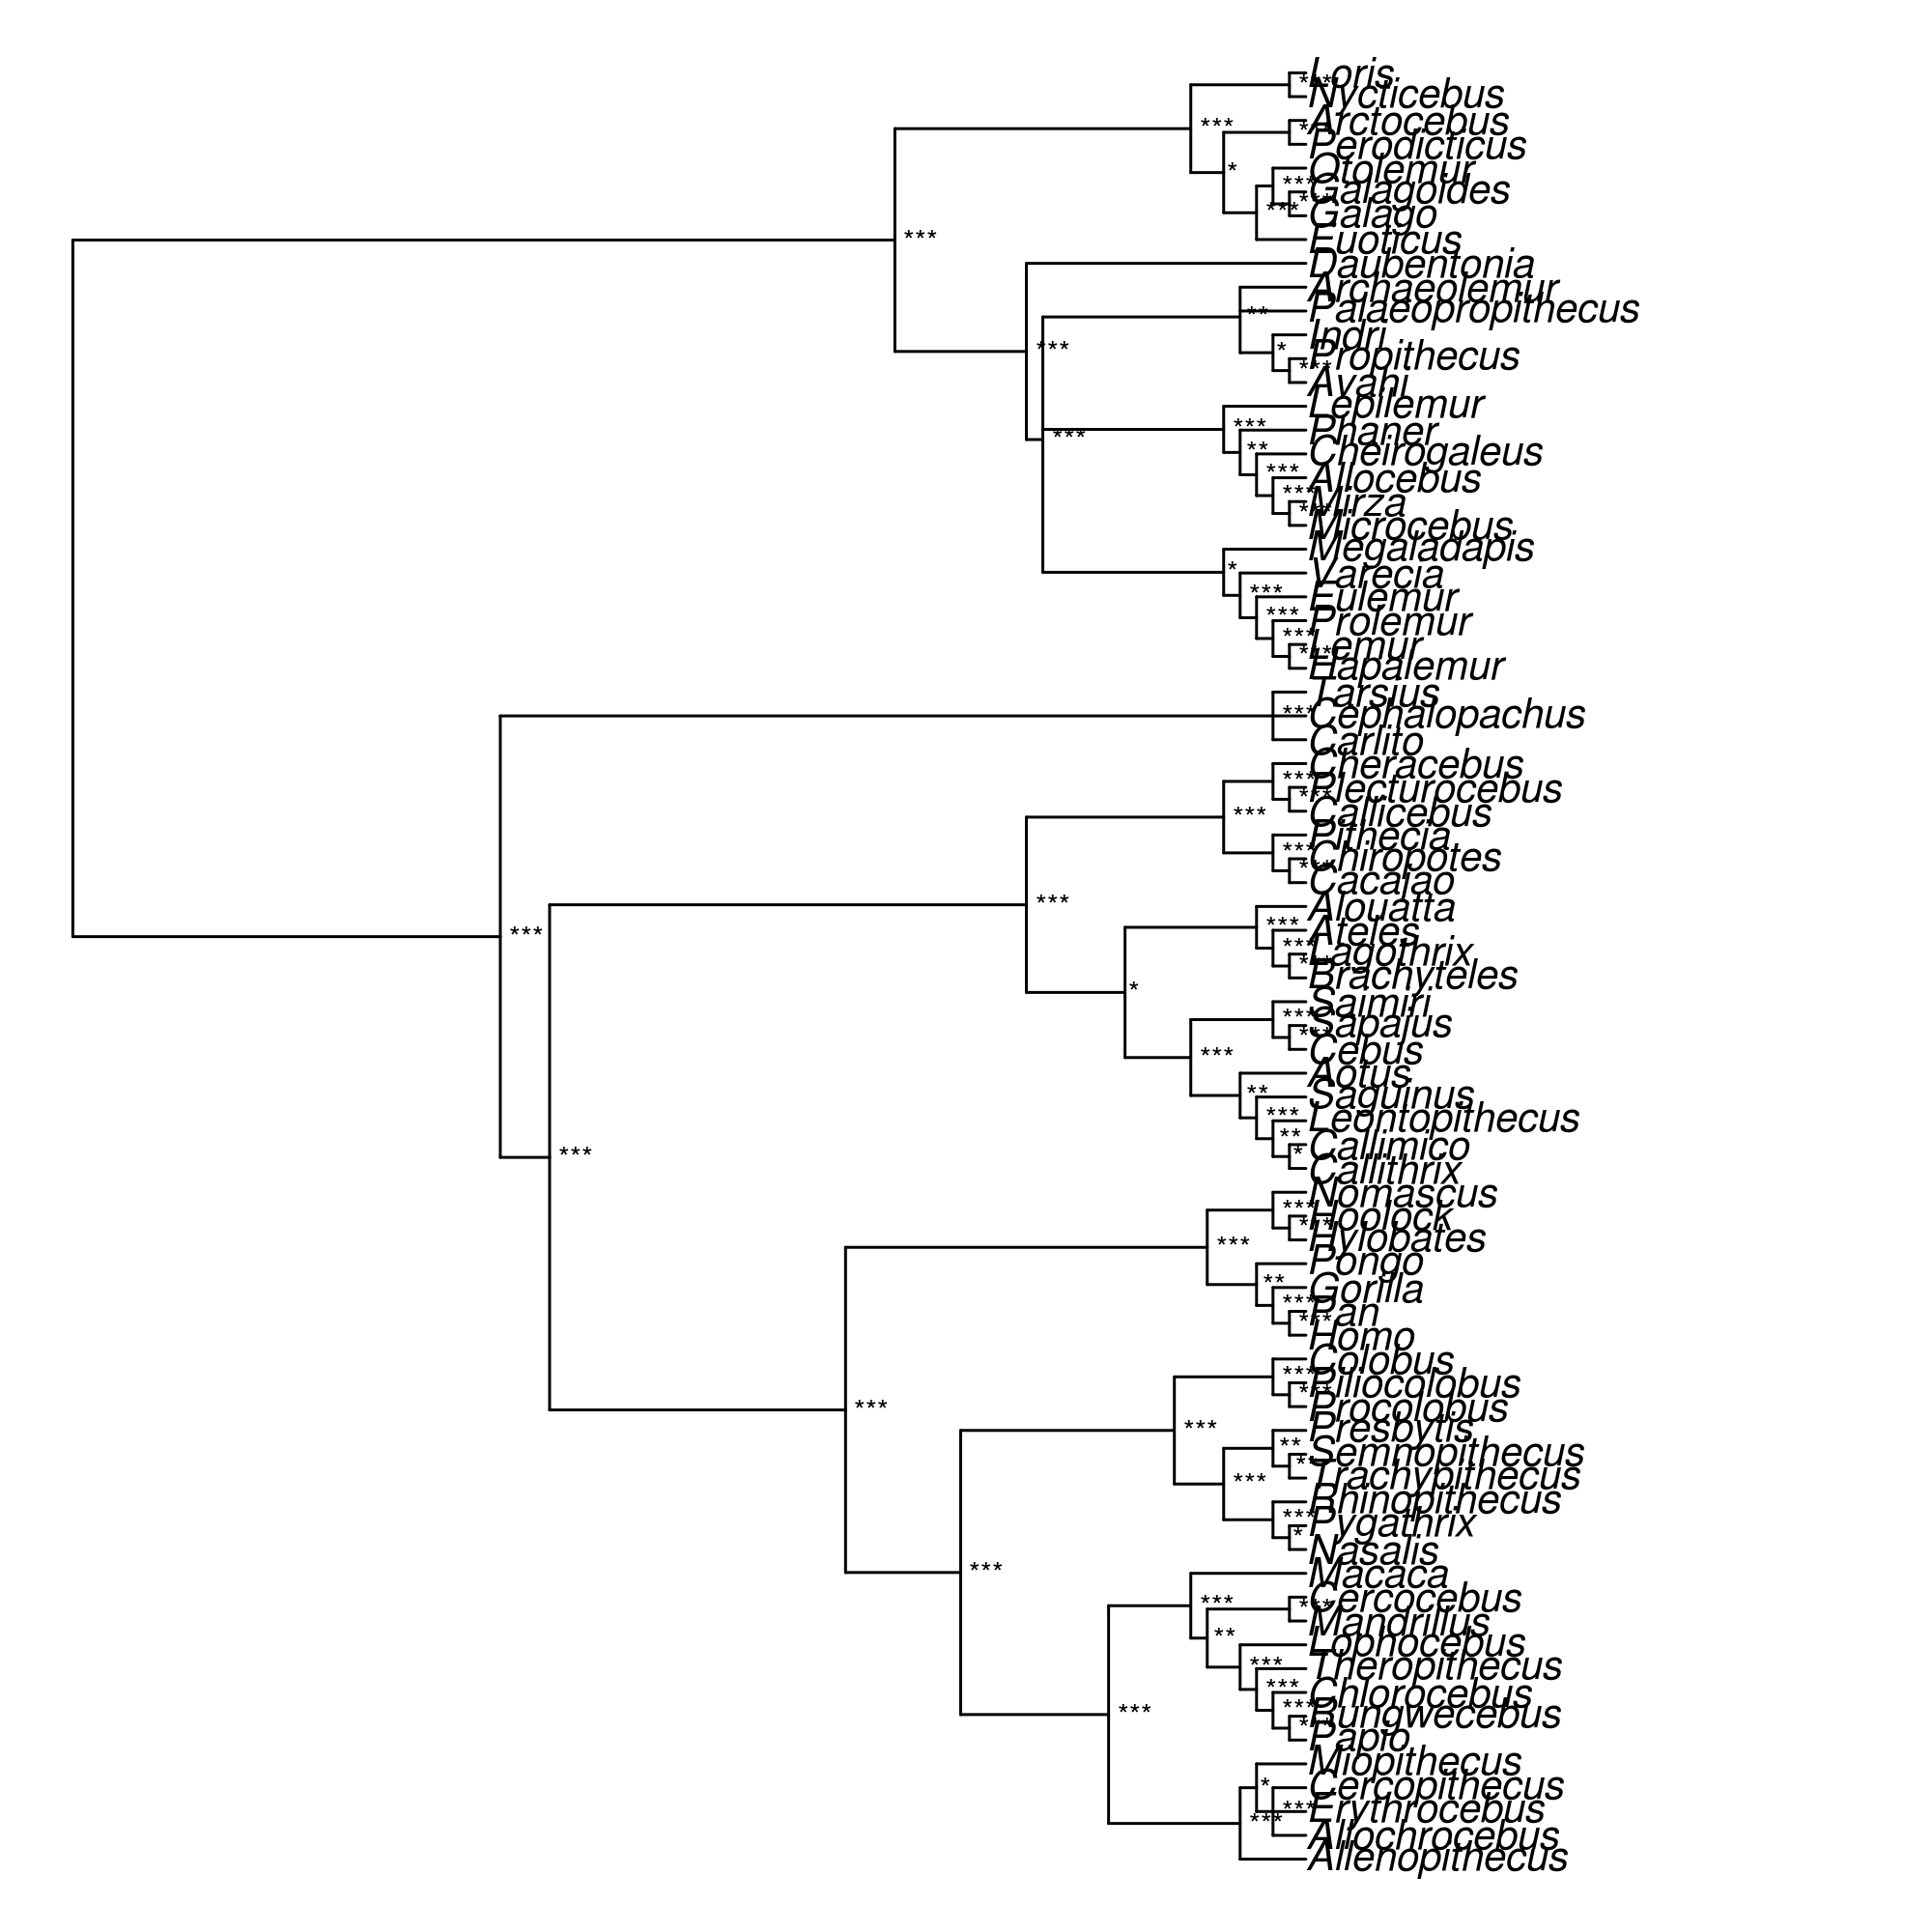 Loris
***
Nycticebus
***
Arctocebus
**
Perodicticus
*
Otolemur
***
Galagoides
***
Galago
***
Euoticus
***
Daubentonia
Archaeolemur
**
Palaeopropithecus
Indri
***
*
Propithecus
***
Avahi
Lepilemur
***
Phaner
***
**
Cheirogaleus
***
Allocebus
***
Mirza
***
Microcebus
Megaladapis
*
Varecia
***
Eulemur
***
Prolemur
***
Lemur
***
Hapalemur
Tarsius
***
Cephalopachus
Carlito
Cheracebus
***
Plecturocebus
***
Callicebus
***
Pithecia
***
Chiropotes
***
Cacajao
***
Alouatta
***
Ateles
***
***
Lagothrix
***
Brachyteles
*
Saimiri
***
Sapajus
***
Cebus
***
Aotus
**
Saguinus
***
Leontopithecus
**
Callimico
*
***
Callithrix
Nomascus
***
Hoolock
***
Hylobates
***
Pongo
**
Gorilla
***
Pan
***
Homo
Colobus
***
Piliocolobus
***
Procolobus
***
Presbytis
***
**
Semnopithecus
Trachypithecus
***
Rhinopithecus
***
Pygathrix
*
Nasalis
***
Macaca
Cercocebus
***
***
Mandrillus
**
Lophocebus
***
Theropithecus
***
Chlorocebus
***
***
Rungwecebus
***
Papio
Miopithecus
*
Cercopithecus
***
Erythrocebus
***
Allochrocebus
Allenopithecus